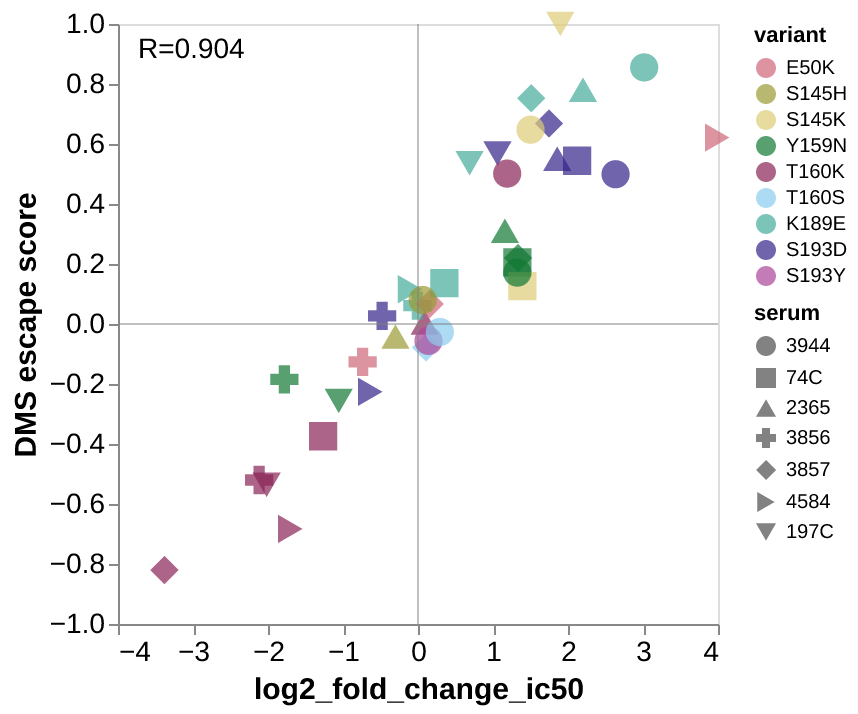 R=0.904
1.0
0.8
0.6
0.4
0.2
0.0
−0.2
−0.4
−0.6
−0.8
−1.0
DMS escape score
−4 −3 −2 −1 0 1 2 3 4
log2_fold_change_ic50
variant
E50K
S145H
S145K
Y159N
T160K
T160S
K189E
S193D
S193Y
serum
3944
74C
2365
3856
3857
4584
197C